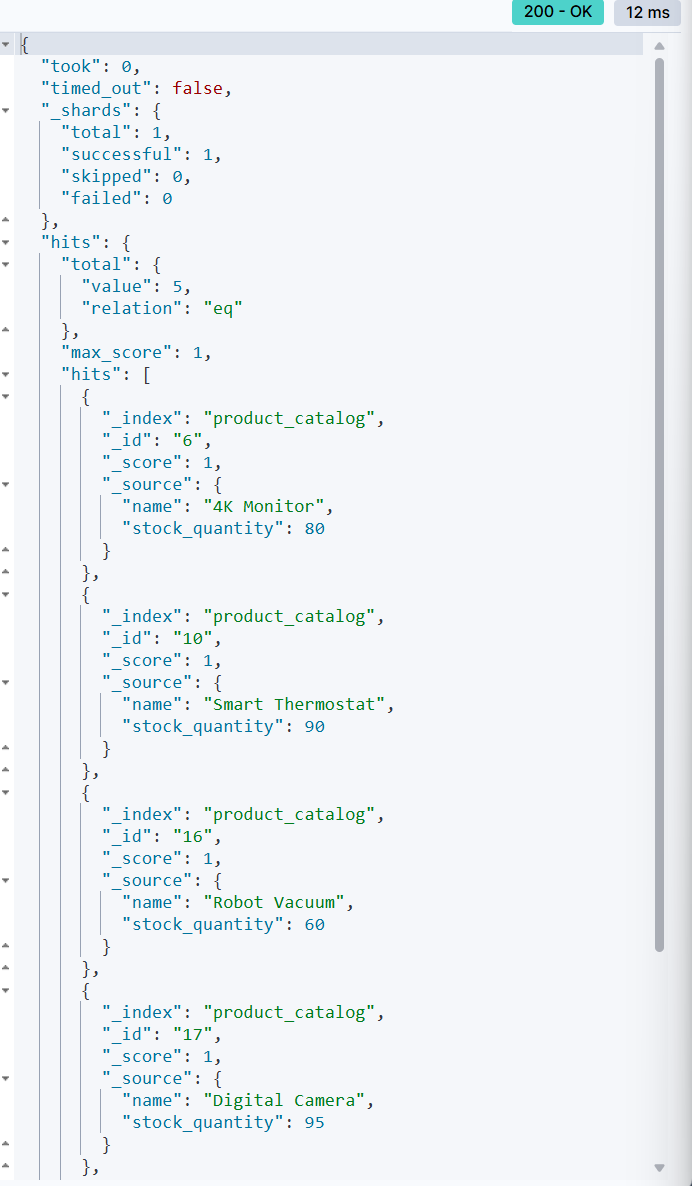 200 - OK 12 ms
{
  "took": 0,
  "timed_out": false,
  "_shards": {
    "total": 1,
    "successful": 1,
    "skipped": 0,
    "failed": 0
  },
  "hits": {
    "total": {
      "value": 5,
      "relation": "eq"
    },
    "max_score": 1,
    "hits": [
      {
        "_index": "product_catalog",
        "_id": "6",
        "_score": 1,
        "_source": {
          "name": "4K Monitor",
          "stock_quantity": 80
        }
      },
      {
        "_index": "product_catalog",
        "_id": "10",
        "_score": 1,
        "_source": {
          "name": "Smart Thermostat",
          "stock_quantity": 90
        }
      },
      {
        "_index": "product_catalog",
        "_id": "16",
        "_score": 1,
        "_source": {
          "name": "Robot Vacuum",
          "stock_quantity": 60
        }
      },
      {
        "_index": "product_catalog",
        "_id": "17",
        "_score": 1,
        "_source": {
          "name": "Digital Camera",
          "stock_quantity": 95
        }
      },